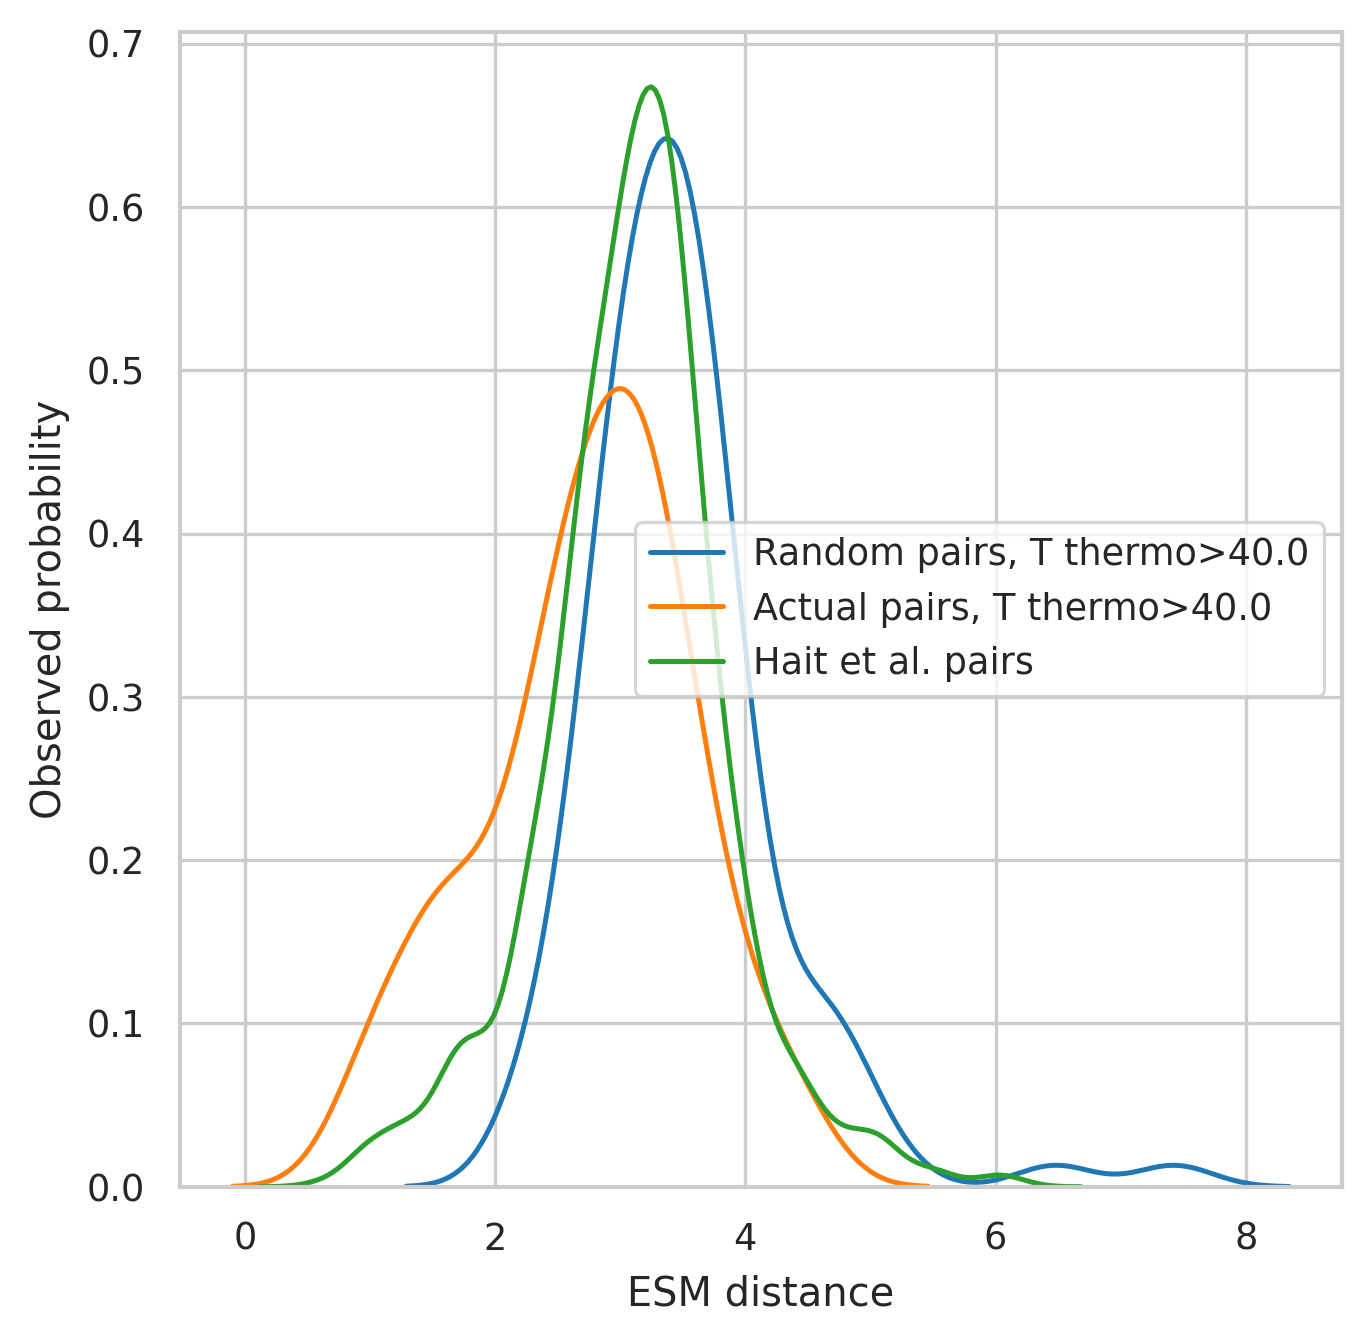 0.7
0.6
0.5
0.4
0.3
0.2
0.1
0.0
Observed probability
Random pairs, T thermo>40.0
Actual pairs, T thermo>40.0
Hait et al. pairs
0 2 4 6 8
ESM distance